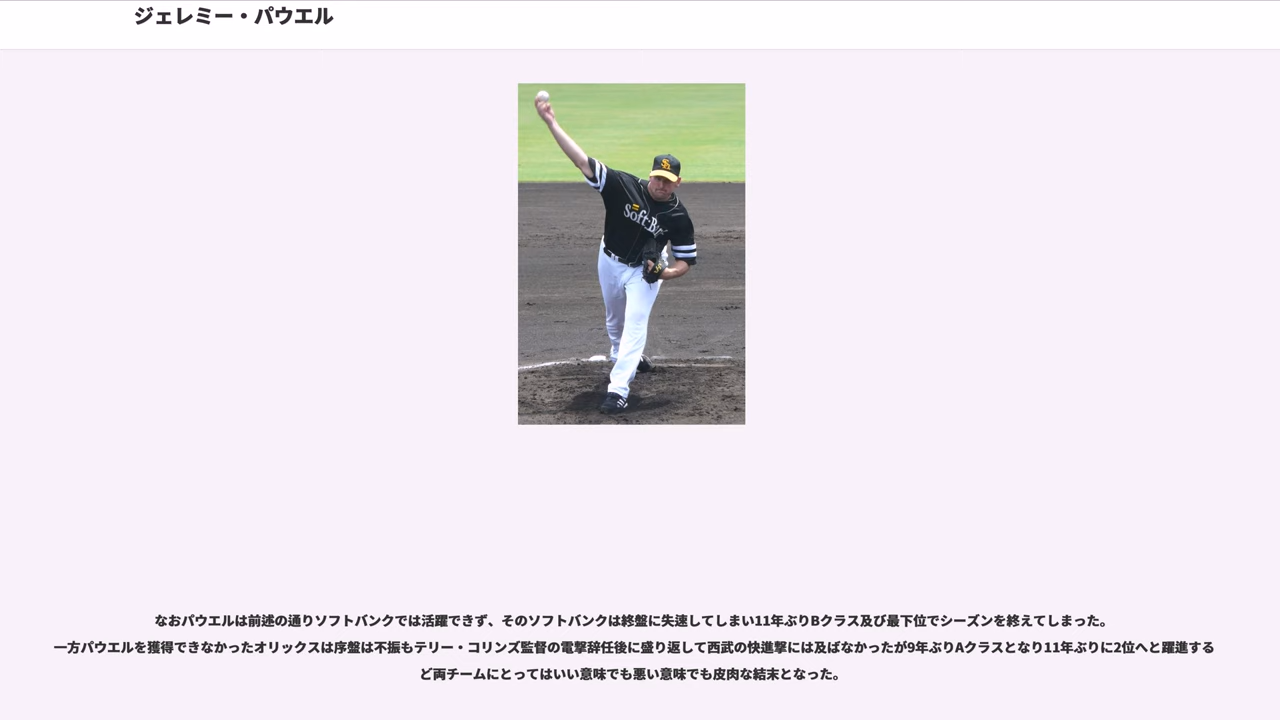 ジェレミー・パウエル
Soft
なおパウエルは前述の通りソフトバンクでは活躍できず、そのソフトバンクは終盤に失速してしまい11年ぶりBクラス及び最下位でシーズンを終えてしまった。
一方パウエルを獲得できなかったオリックスは序盤は不振もテリー・コリンズ監督の電撃辞任後に盛り返して西武の快進撃には及ばなかったが9年ぶりAクラスとなり11年ぶりに2位へと躍進する
ど両チームにとってはいい意味でも悪い意味でも皮肉な結末となった。